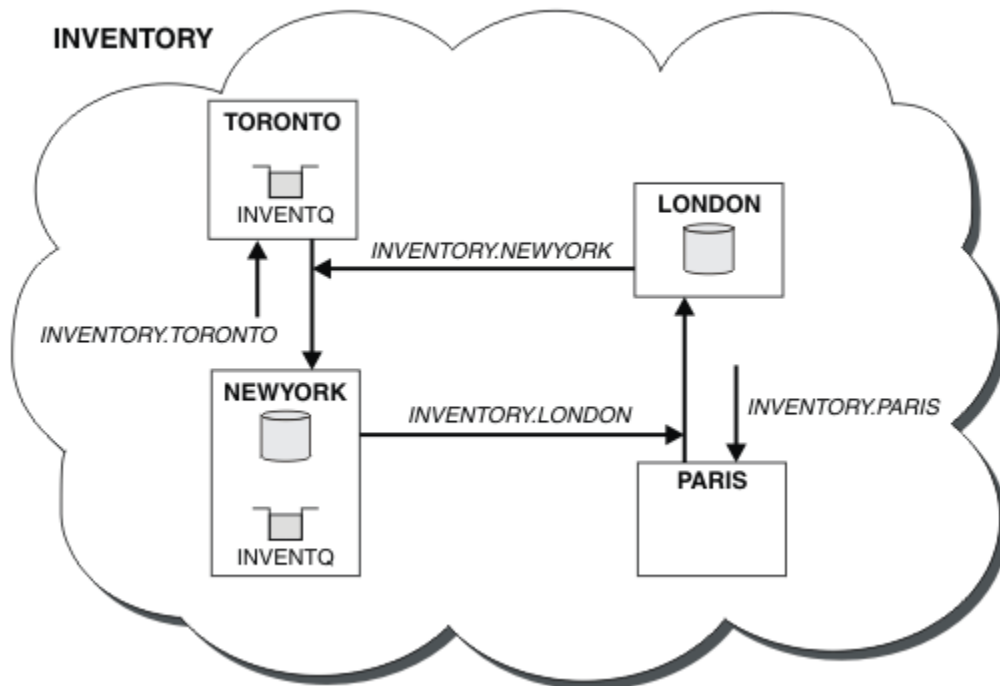 INVENTORY
TORONTO
INVENTQ
LONDON
INVENTORY.NEWYORK
INVENTORY.TORONTO
NEWYORK
INVENTORY.LONDON
INVENTORY.PARIS
PARIS
INVENTQ